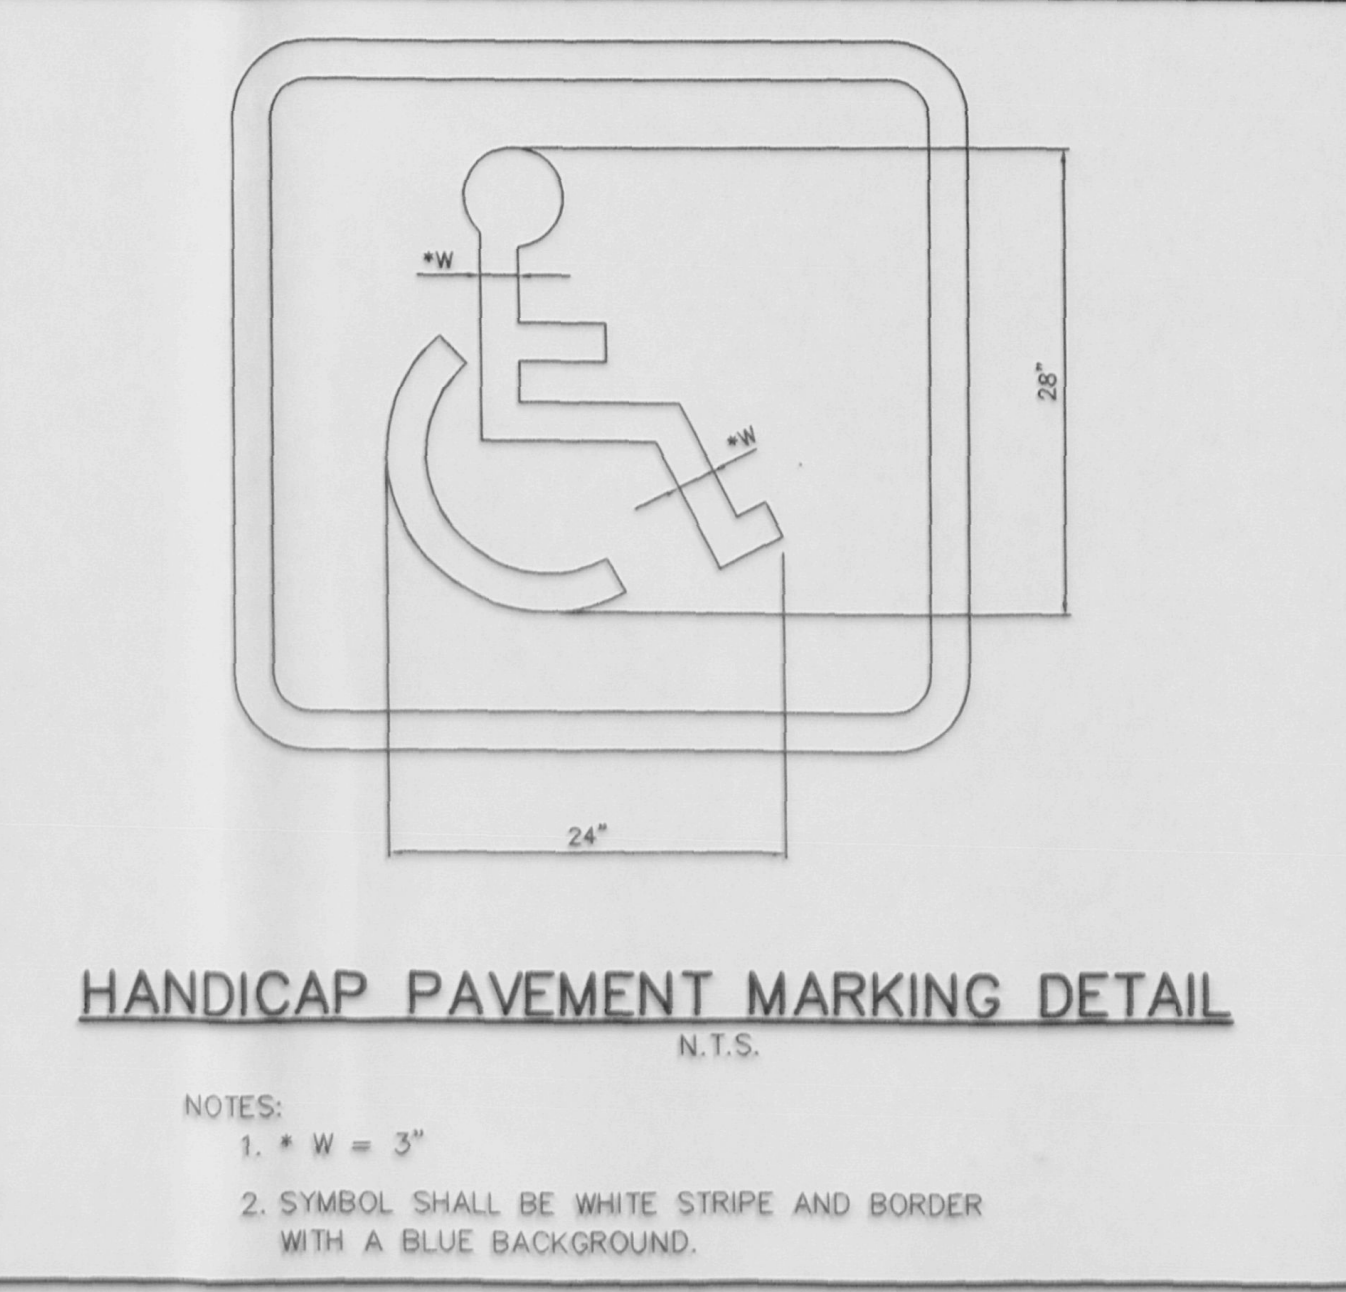 *W
28"
*W
24"
HANDICAP PAVEMENT MARKING DETAIL
N.T.S.
NOTES:
1. * W = 3"
2. SYMBOL SHALL BE WHITE STRIPE AND BORDER
WITH A BLUE BACKGROUND.